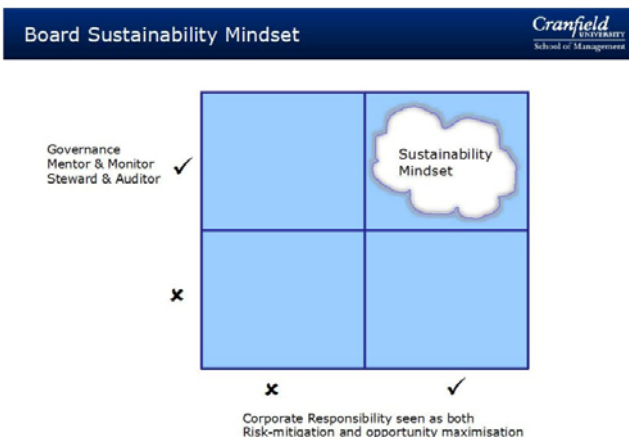 Board Sustainability Mindset
Cranfield
UNIVERSITY
School of Management
Governance
Mentor & Monitor
Steward & Auditor
✓
Sustainability
Mindset
✘
✘
✓
Corporate Responsibility seen as both
Risk-mitigation and opportunity maximisation